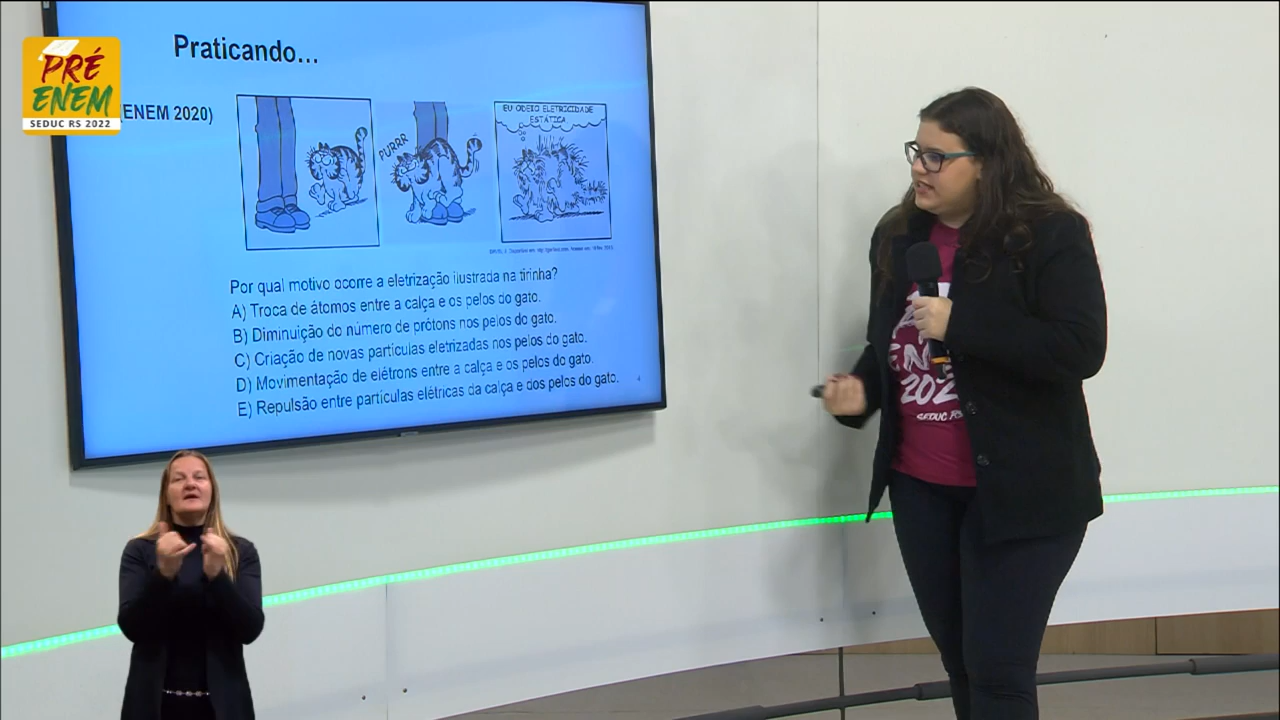 PRÉ
ENEM
SEDUC RS 2022
Praticando...
ENEM 2020)
PURRR
EU ODEIO ELETRICIDADE
ESTÁTICA
Por qual motivo ocorre a eletrização ilustrada na tirinha?
A) Troca de átomos entre a calça e os pelos do gato.
B) Diminuição do número de prótons nos pelos do gato.
C) Criação de novas partículas eletrizadas nos pelos do gato.
D) Movimentação de elétrons entre a calça e os pelos do gato.
E) Repulsão entre partículas elétricas da calça e dos pelos do gato.
4
SEDUC RS